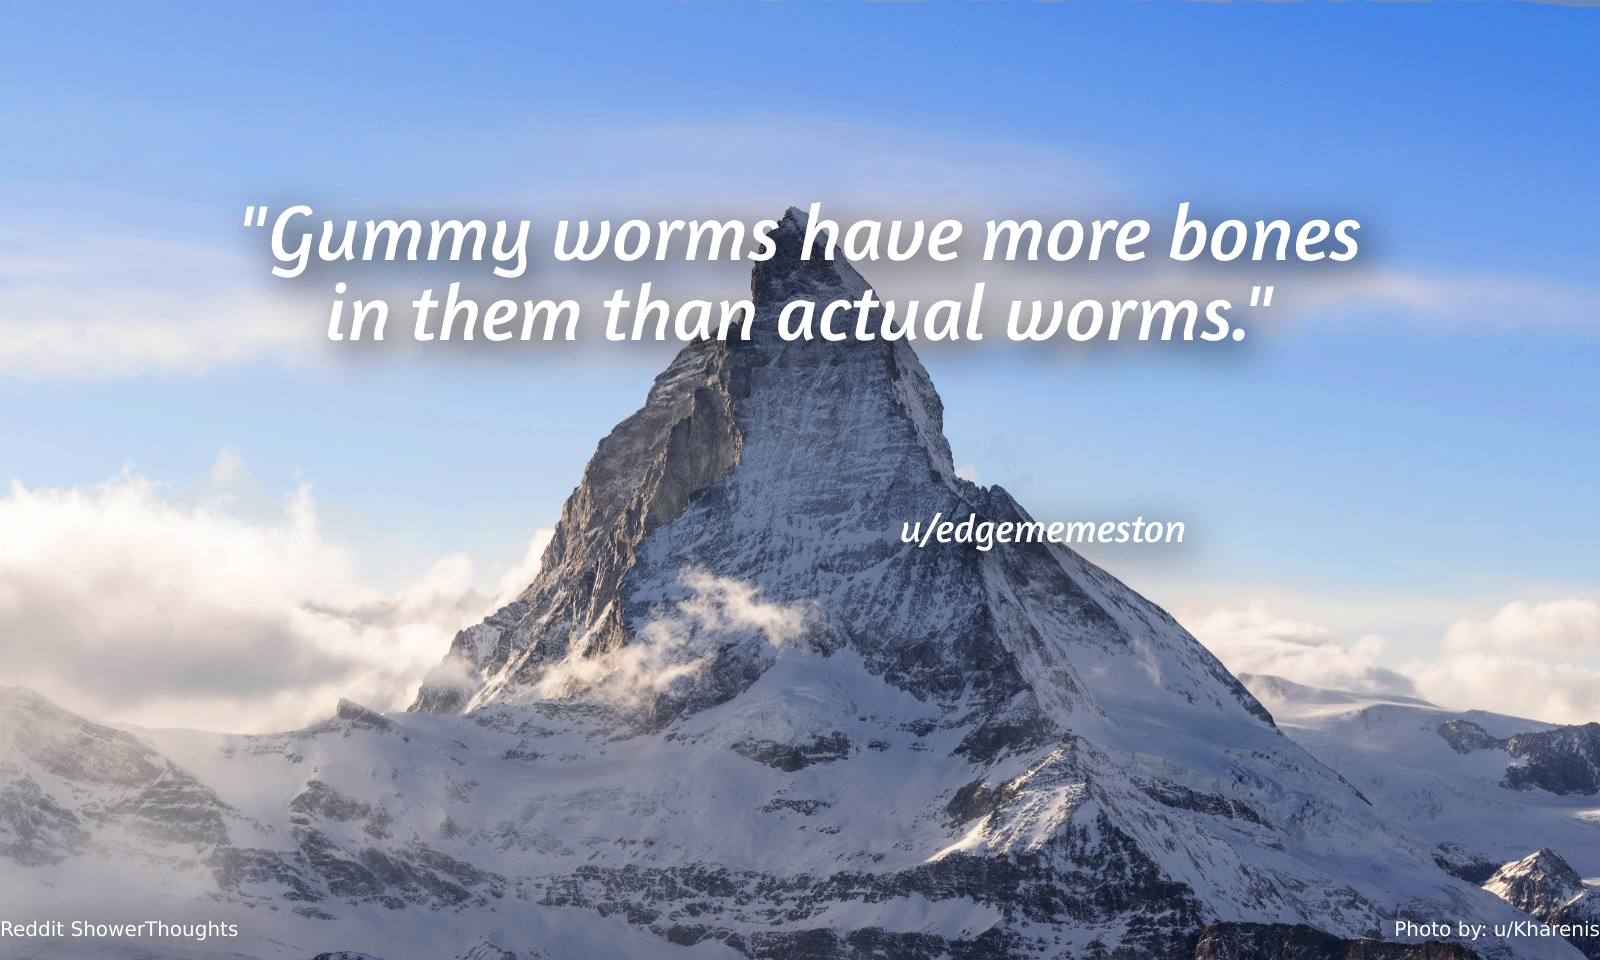 "Gummy worms have more bones
in them than actual worms."
u/edgememeston
Reddit ShowerThoughts
Photo by: u/Kharenis